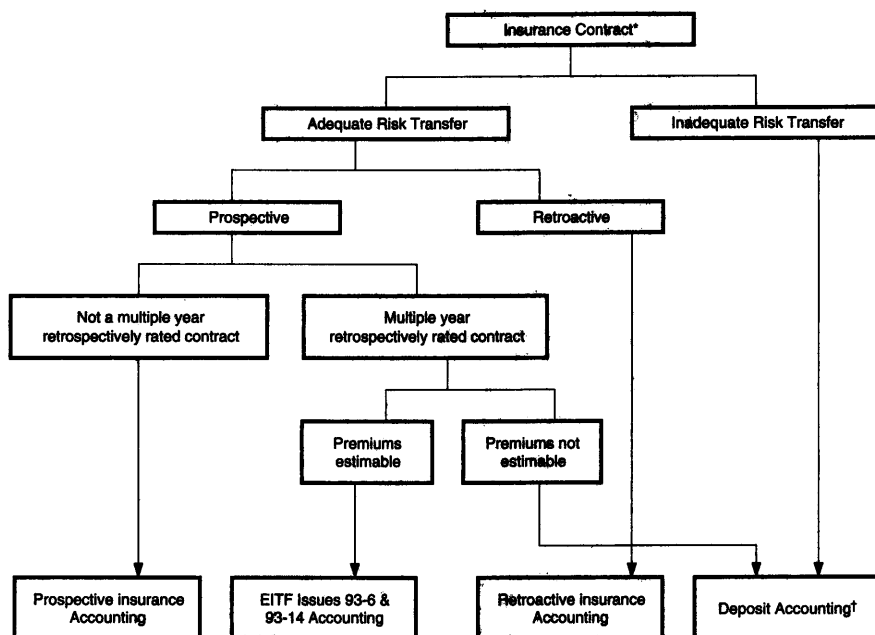 Insurance Contract*
Adequate Risk Transfer
Inadequate Risk Transfer
Prospective
Retroactive
Not a multiple year
retrospectively rated contract
Multiple year
retrospectively rated contract
Premiums
estimable
Premiums not
estimable
Prospective insurance
Accounting
EITF Issues 93-6 &
93-14 Accounting
Retroactive insurance
Accounting
Deposit Accounting†